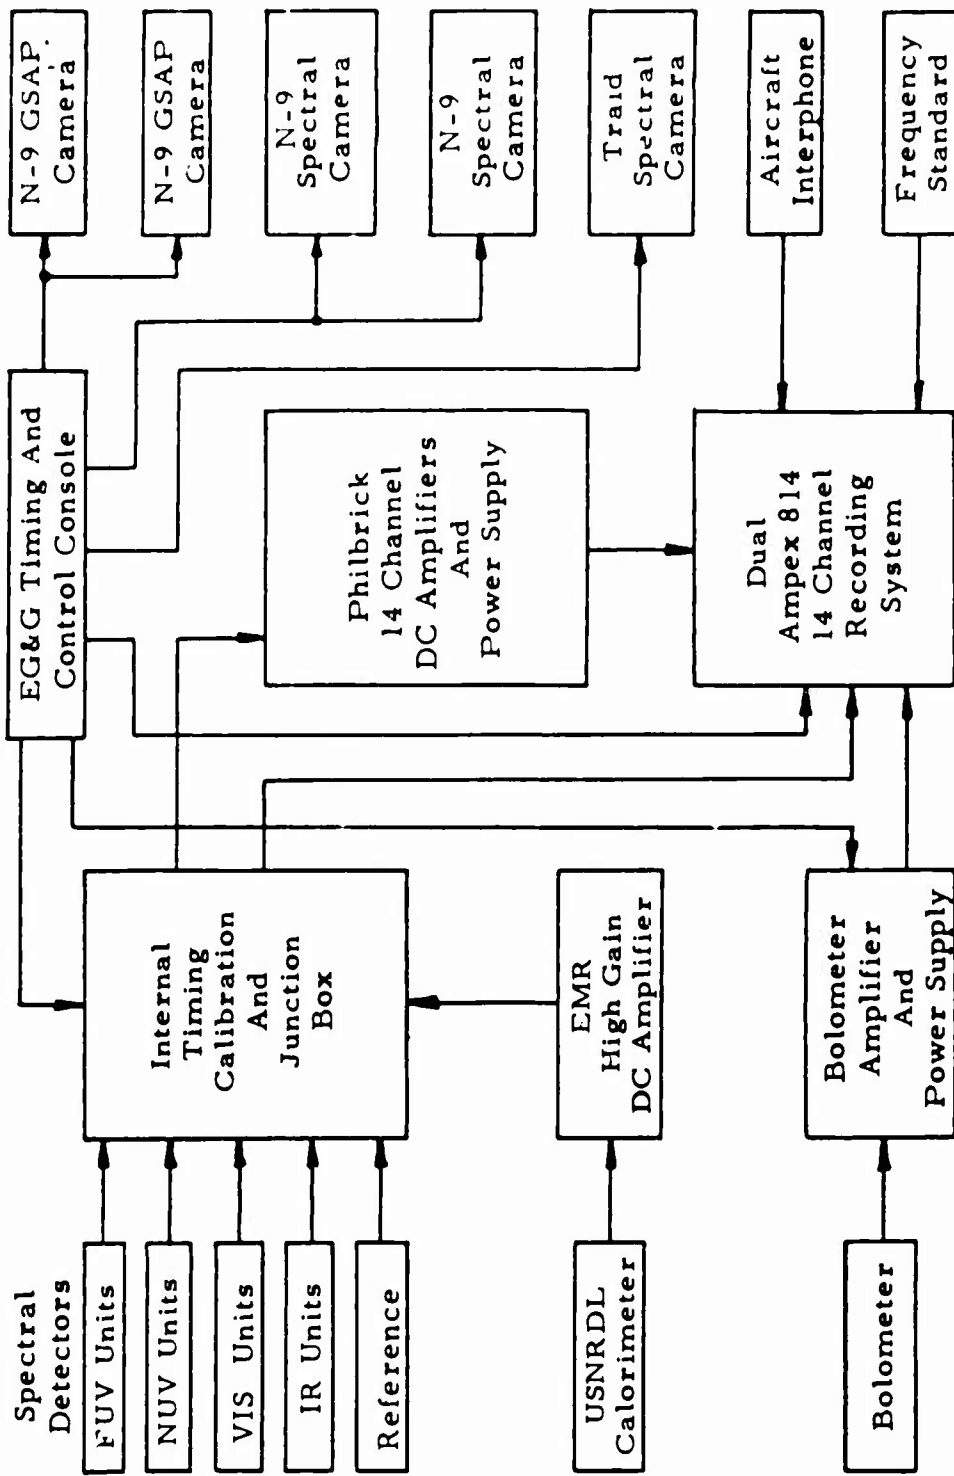 Spectral
Detectors
FUV Units
NUV Units
VIS Units
IR Units
Reference
USNRDL
Calorimeter
Bolometer
Internal
Timing
Calibration
And
Junction
Box
EMR
High Gain
DC Amplifier
Bolometer
Amplifier
And
Power Supply
EG&G Timing And
Control Console
Philbrick
14 Channel
DC Amplifiers
And
Power Supply
Dual
Ampex 814
14 Channel
Recording
System
N-9 GSAP.
Camera
N-9 GSAP
Camera
N-9
Spectral
Camera
N-9
Spectral
Camera
Traid
Spectral
Camera
Aircraft
Interphone
Frequency
Standard